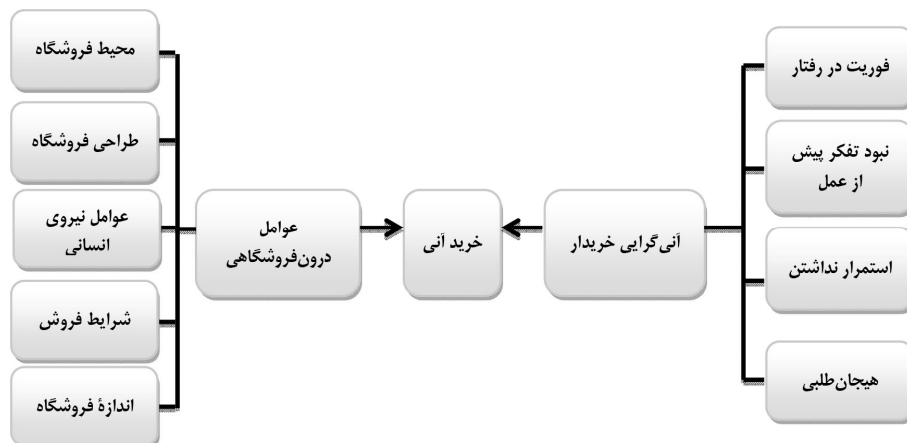 فوریت در رفتار
نبود تفکر پیش
از عمل
استمرار نداشتن
هیجان‌طلبی
آنی‌گرایی خریدار
خرید آنی
عوامل
درون‌فروشگاهی
محیط فروشگاه
طراحی فروشگاه
عوامل نیروی
انسانی
شرایط فروش
اندازۀ فروشگاه